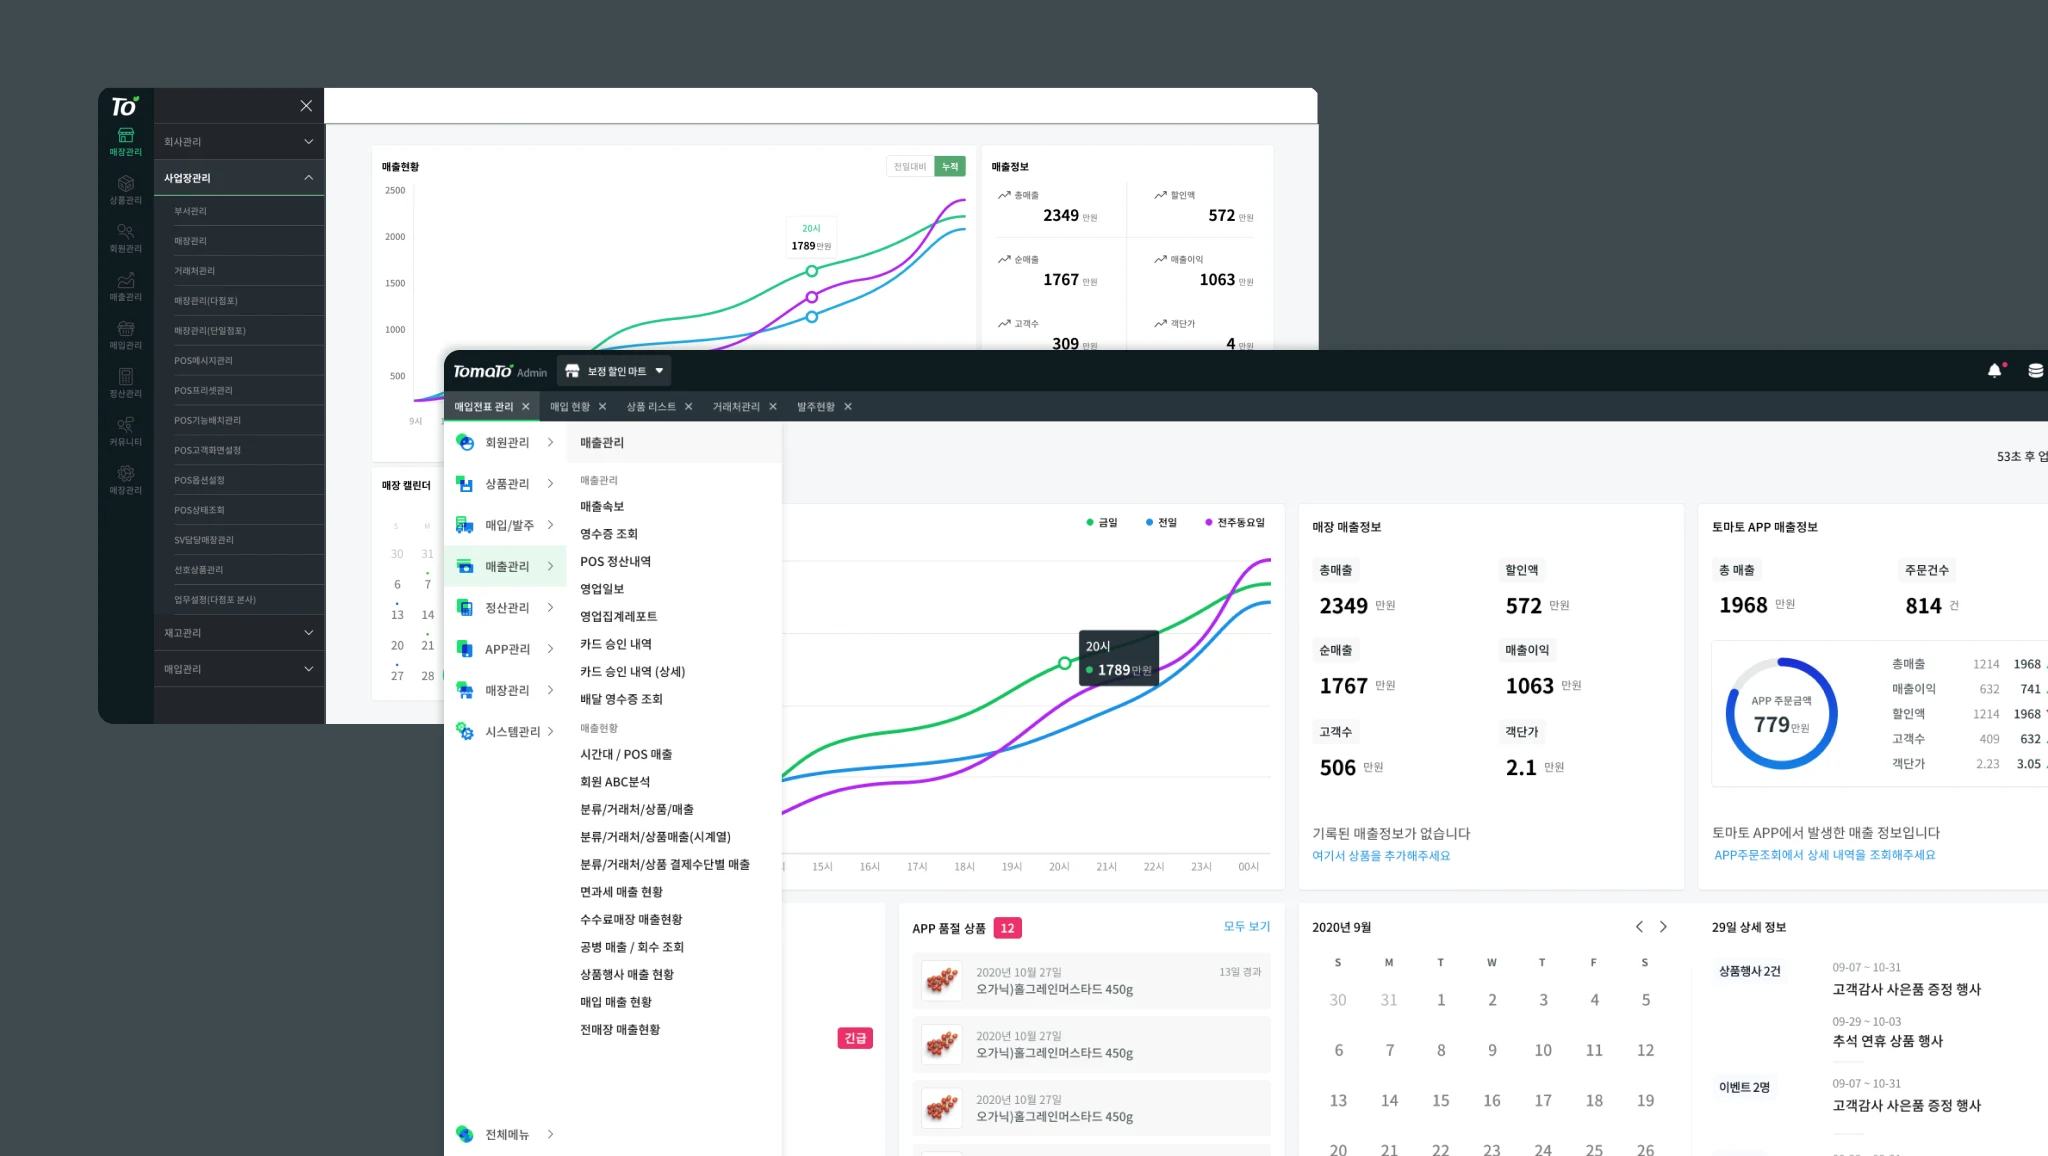 To
매장관리
상품관리
회원관리
매출관리
매입관리
정산관리
커뮤니티
매장관리
회사관리
사업장관리
부서관리
매장관리
거래처관리
매장관리(다점포)
매장관리(단일점포)
POS메시지관리
POS프리셋관리
POS기능배치관리
POS고객화면설정
POS옵션설정
POS상태조회
SV담당매장관리
선호상품관리
업무설정(다점포 본사)
재고관리
매입관리
매출현황
전일대비 누적
2500
2000
1500
1000
500
9시
20시
1789만원
매출정보
총매출
2349 만원
할인액
572 만원
순매출
1767 만원
매출이익
1063 만원
고객수
309 만원
객단가
4 만원
매장 캘린더
S M
30 31
6 7
13 14
20 21
27 28
TomaTo Admin 보정 할인 마트
매입전표 관리 매입 현황 상품 리스트 거래처관리 발주현황
회원관리
상품관리
매입/발주
매출관리
정산관리
APP관리
매장관리
시스템관리
전체메뉴
매출관리
매출관리
매출속보
영수증 조회
POS 정산내역
영업일보
영업집계레포트
카드 승인 내역
카드 승인 내역 (상세)
배달 영수증 조회
매출현황
시간대 / POS 매출
회원 ABC분석
분류/거래처/상품/매출
분류/거래처/상품매출(시계열)
분류/거래처/상품 결제수단별 매출
면과세 매출 현황
수수료매장 매출현황
공병 매출 / 회수 조회
상품행사 매출 현황
매입 매출 현황
전매장 매출현황
53초 후 업
금일 전일 전주동요일
20시
1789만원
15시 16시 17시 18시 19시 20시 21시 22시 23시 00시
매장 매출정보
총매출
2349 만원
할인액
572 만원
순매출
1767 만원
매출이익
1063 만원
고객수
506 만원
객단가
2.1 만원
기록된 매출정보가 없습니다
여기서 상품을 추가해주세요
토마토 APP 매출정보
총 매출
1968 만원
주문건수
814 건
APP 주문금액
779만원
총매출 1214 1968
매출이익 632 741
할인액 1214 1968
고객수 409 632
객단가 2.23 3.05
토마토 APP에서 발생한 매출 정보입니다
APP주문조회에서 상세 내역을 조회해주세요
긴급
APP 품절 상품 12 모두 보기
2020년 10월 27일 13일 경과
오가닉)홀그레인머스타드 450g
2020년 10월 27일
오가닉)홀그레인머스타드 450g
2020년 10월 27일
오가닉)홀그레인머스타드 450g
2020년 9월
S M T W T F S
30 31 1 2 3 4 5
6 7 8 9 10 11 12
13 14 15 16 17 18 19
20 21 22 23 24 25 26
29일 상세 정보
상품행사 2건
09-07 ~ 10-31
고객감사 사은품 증정 행사
09-29 ~ 10-03
추석 연휴 상품 행사
이벤트 2명
09-07 ~ 10-31
고객감사 사은품 증정 행사